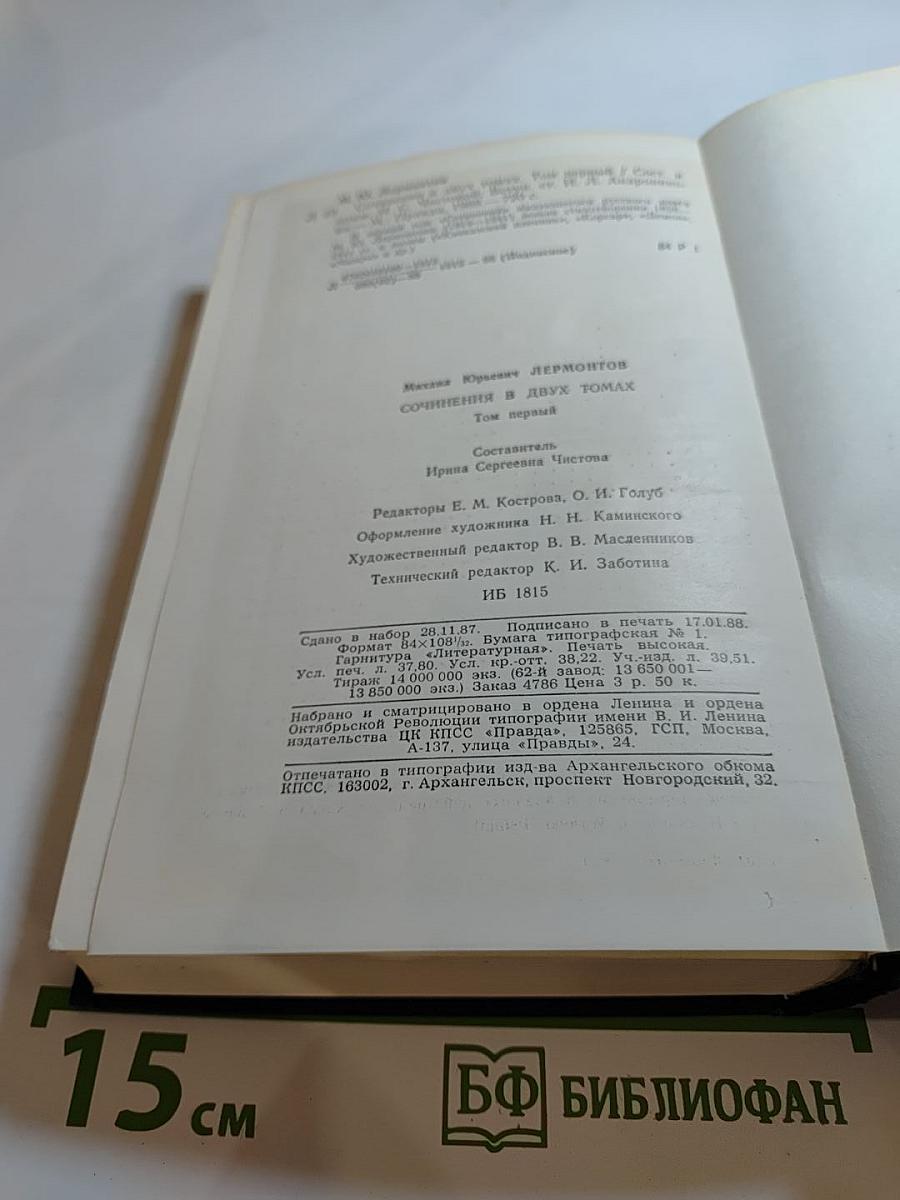 Михаил Юрьевич ЛЕРМОНТОВ
СОЧИНЕНИЯ В ДВУХ ТОМАХ
Том первый
Составитель
Ирина Сергеевна Чистова
Редакторы Е. М. Кострова, О. И. Голуб
Оформление художника Н. Н. Каминского
Художественный редактор В. В. Масленников
Технический редактор К. И. Заботина
ИБ 1815
Сдано в набор 28.11.87. Подписано в печать 17.01.88.
Формат 84×108¹/₃₂. Бумага типографская № 1.
Гарнитура «Литературная». Печать высокая.
Усл. печ. л. 37,80. Усл. кр.-отт. 38,22. Уч.-изд. л. 39,51.
Тираж 14 000 000 экз. (62-й завод: 13 650 001—
13 850 000 экз.) Заказ 4786 Цена 3 р. 50 к.
Набрано и сматрицировано в ордена Ленина и ордена
Октябрьской Революции типографии имени В. И. Ленина
издательства ЦК КПСС «Правда», 125865, ГСП, Москва,
А-137, улица «Правды», 24.
Отпечатано в типографии изд-ва Архангельского обкома
КПСС, 163002, г. Архангельск, проспект Новгородский, 32.
15 см
БФ БИБЛИОФАН